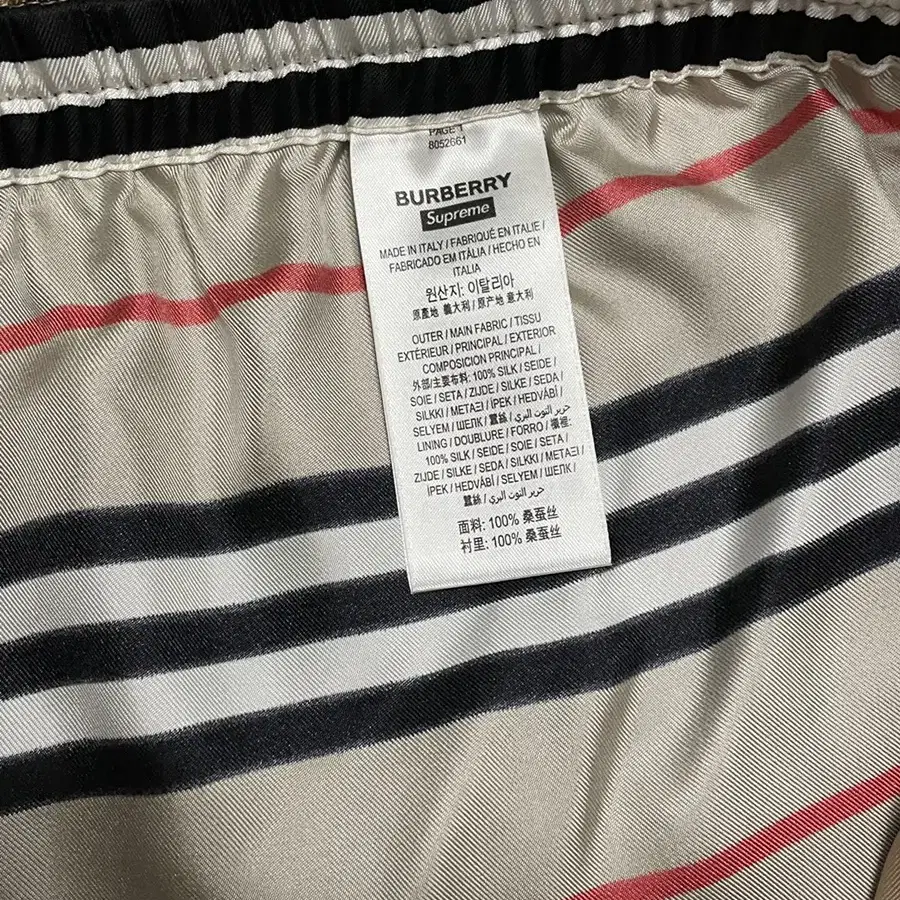 PAGE 1
8052661
BURBERRY
Supreme
MADE IN ITALY / FABRIQUÉ EN ITALIE /
FABRICADO EM ITÁLIA / HECHO EN
ITALIA
원산지: 이탈리아
原產地 義大利 / 原产地 意大利
OUTER / MAIN FABRIC / TISSU
EXTÉRIEUR / PRINCIPAL / EXTERIOR
COMPOSICION PRINCIPAL /
外部/主要布料: 100% SILK / SEIDE /
SOIE / SETA / ZIJDE / SILKE / SEDA /
SILKKI / ΜΕΤΑΞΙ / İPEK / HEDVÁBÍ /
SELYEM / ШЕЛК / 蠶絲 / حرير التوت البري /
LINING / DOUBLURE / FORRO / 襯裡:
100% SILK / SEIDE / SOIE / SETA /
ZIJDE / SILKE / SEDA / SILKKI / ΜΕΤΑΞΙ /
İPEK / HEDVÁBÍ / SELYEM / ШЕЛК /
蠶絲 / حرير التوت البري
面料: 100% 桑蚕丝
衬里: 100% 桑蚕丝